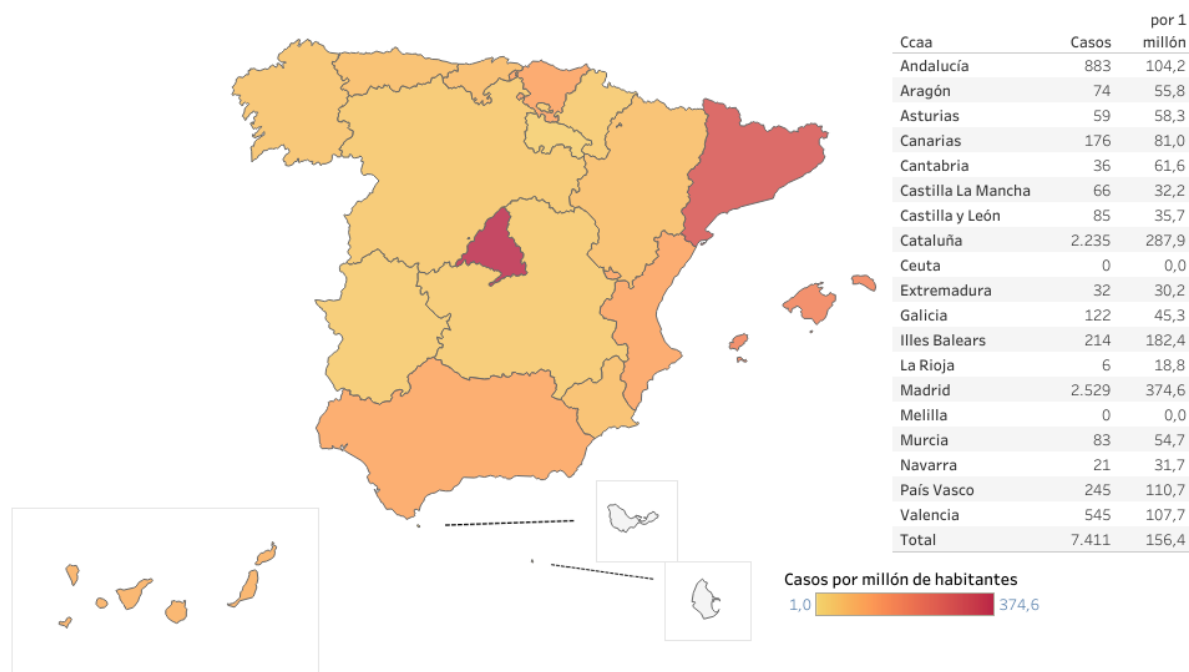 por 1
Ccaa Casos millón
Andalucía 883 104,2
Aragón 74 55,8
Asturias 59 58,3
Canarias 176 81,0
Cantabria 36 61,6
Castilla La Mancha 66 32,2
Castilla y León 85 35,7
Cataluña 2.235 287,9
Ceuta 0 0,0
Extremadura 32 30,2
Galicia 122 45,3
Illes Balears 214 182,4
La Rioja 6 18,8
Madrid 2.529 374,6
Melilla 0 0,0
Murcia 83 54,7
Navarra 21 31,7
País Vasco 245 110,7
Valencia 545 107,7
Total 7.411 156,4
Casos por millón de habitantes
1,0 374,6